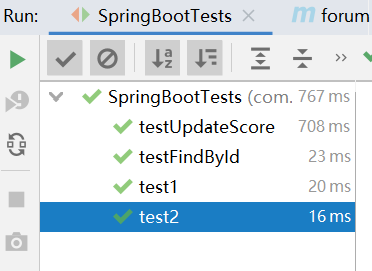 Run: SpringBootTests forum
SpringBootTests (com. 767 ms
testUpdateScore 708 ms
testFindById 23 ms
test1 20 ms
test2 16 ms